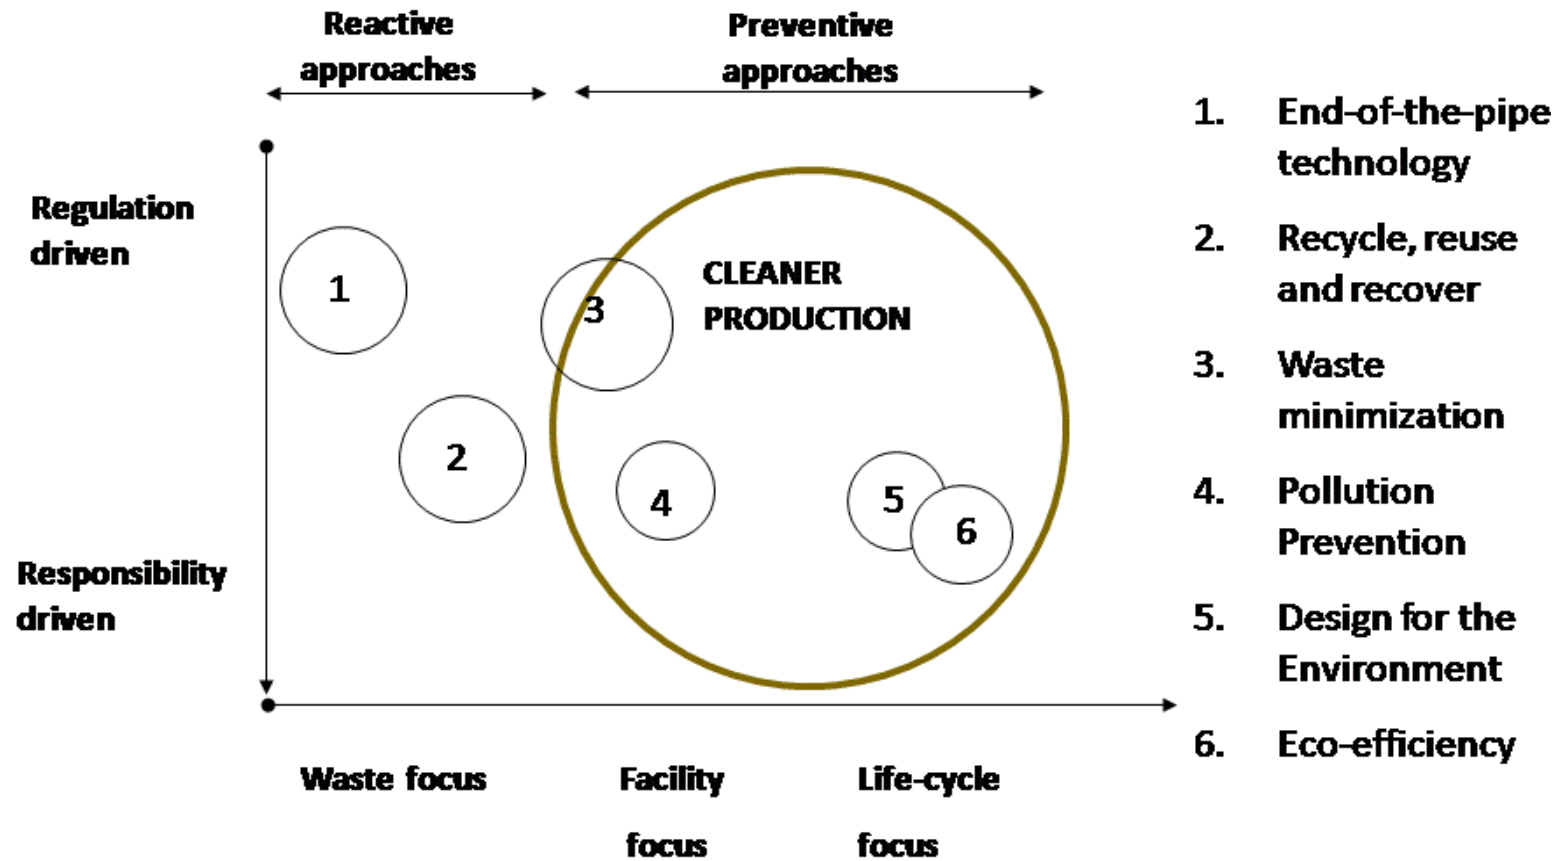 Reactive
approaches
Preventive
approaches
Regulation
driven
Responsibility
driven
1
2
3
4
5
6
CLEANER
PRODUCTION
Waste focus
Facility
focus
Life-cycle
focus
1. End-of-the-pipe
technology
2. Recycle, reuse
and recover
3. Waste
minimization
4. Pollution
Prevention
5. Design for the
Environment
6. Eco-efficiency